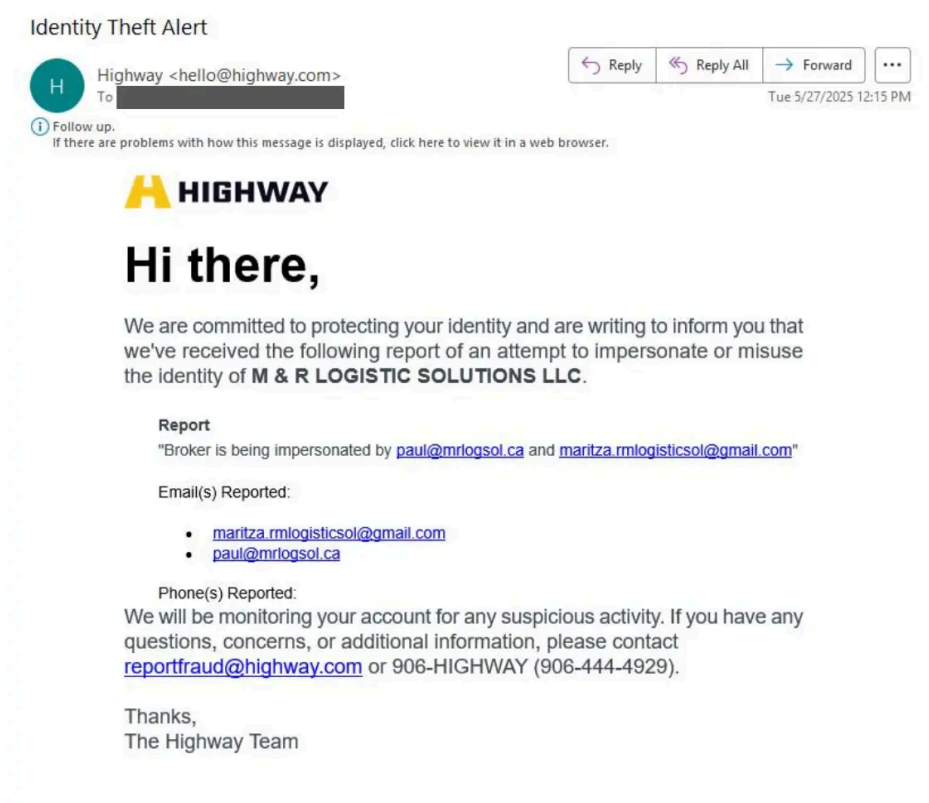 Identity Theft Alert
H
Highway <hello@highway.com>
To
Reply
Reply All
Forward
...
Tue 5/27/2025 12:15 PM
i Follow up.
If there are problems with how this message is displayed, click here to view it in a web browser.
HIGHWAY
Hi there,
We are committed to protecting your identity and are writing to inform you that
we've received the following report of an attempt to impersonate or misuse
the identity of M & R LOGISTIC SOLUTIONS LLC.
Report
"Broker is being impersonated by paul@mrlogsol.ca and maritza.rmlogisticsol@gmail.com"
Email(s) Reported:
• maritza.rmlogisticsol@gmail.com
• paul@mrlogsol.ca
Phone(s) Reported:
We will be monitoring your account for any suspicious activity. If you have any
questions, concerns, or additional information, please contact
reportfraud@highway.com or 906-HIGHWAY (906-444-4929).
Thanks,
The Highway Team